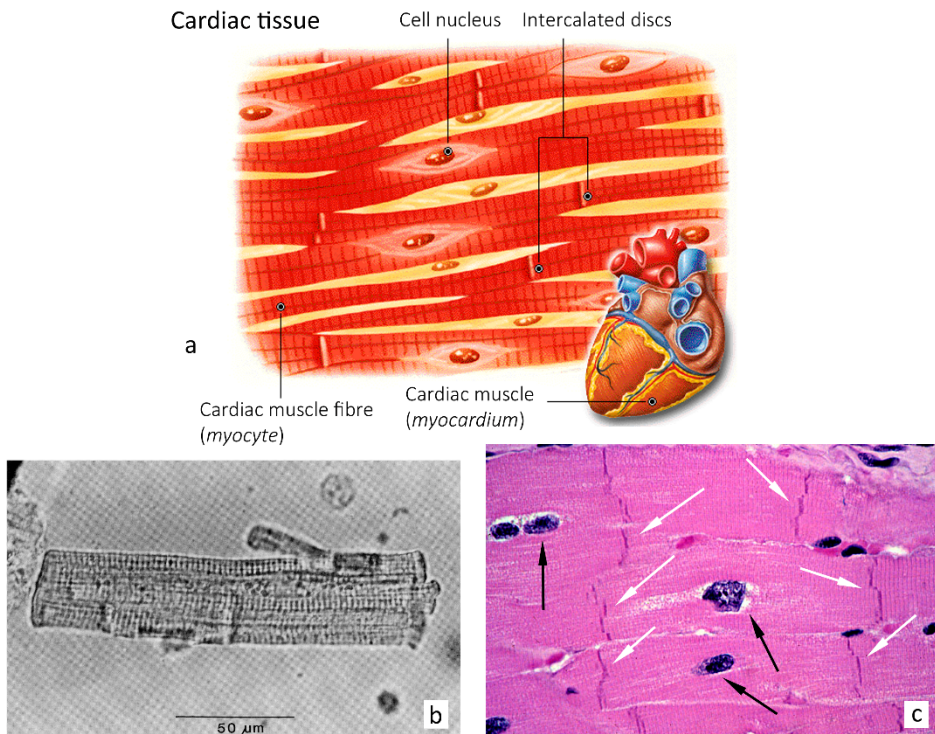 Cardiac tissue
Cell nucleus
Intercalated discs
a
Cardiac muscle fibre
(myocyte)
Cardiac muscle
(myocardium)
50 µm
b
c